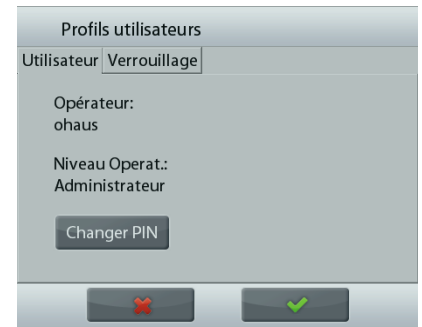 Profils utilisateurs
Utilisateur Verrouillage
Opérateur:
ohaus
Niveau Operat.:
Administrateur
Changer PIN